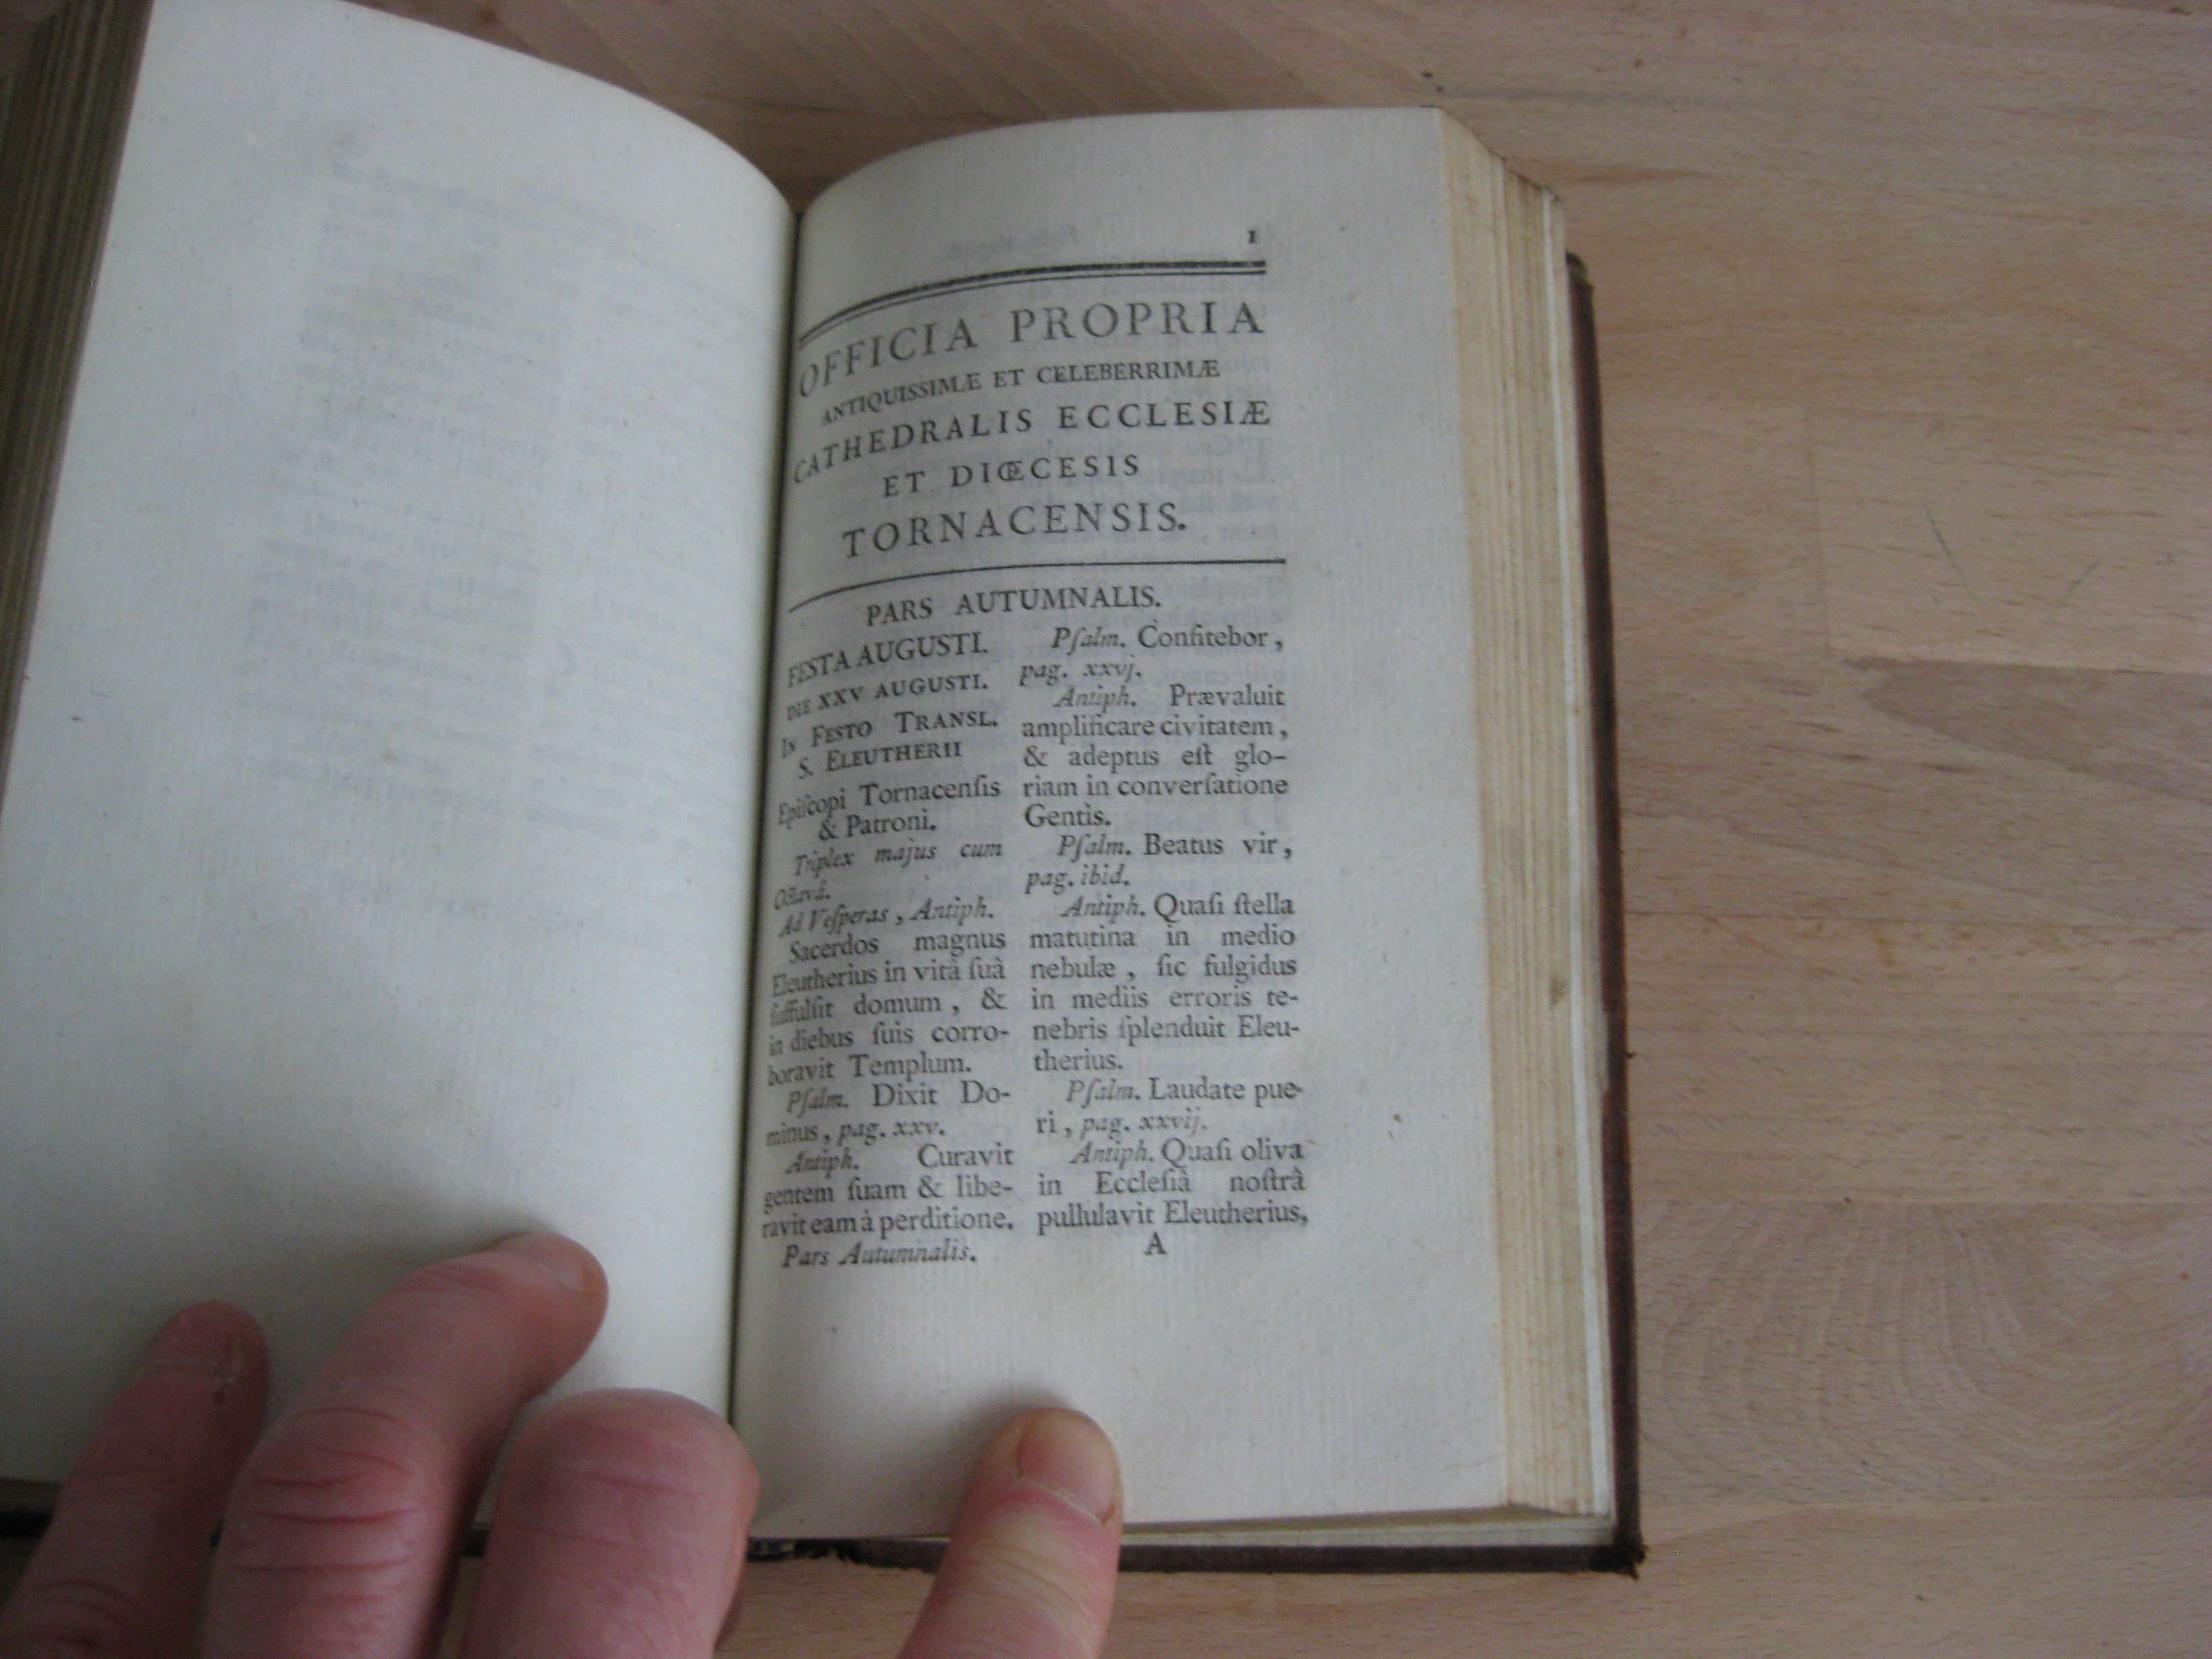 1
OFFICIA PROPRIA
ANTIQUISSIMÆ ET CELEBERRIMÆ
CATHEDRALIS ECCLESIÆ
ET DIŒCESIS
TORNACENSIS.
PARS AUTUMNALIS.
FESTA AUGUSTI.
DIE XXV AUGUSTI.
IN FESTO TRANSL.
S. ELEUTHERII
Epiſcopi Tornacenſis
& Patroni.
Triplex majus cum
Octavâ.
Ad Veſperas, Antiph.
Sacerdos magnus
Eleutherius in vitâ ſuâ
ſuffulſit domum, &
in diebus ſuis corro-
boravit Templum.
Pſalm. Dixit Do-
minus, pag. xxv.
Antiph. Curavit
gentem ſuam & libe-
ravit eam à perditione.
Pſalm. Confitebor,
pag. xxvj.
Antiph. Prævaluit
amplificare civitatem,
& adeptus eſt glo-
riam in converſatione
Gentis.
Pſalm. Beatus vir,
pag. ibid.
Antiph. Quaſi ſtella
matutina in medio
nebulæ, ſic fulgidus
in mediis erroris te-
nebris ſplenduit Eleu-
therius.
Pſalm. Laudate pue-
ri, pag. xxvij.
Antiph. Quaſi oliva
in Eccleſiâ noſtrâ
pullulavit Eleutherius,
Pars Autumnalis. A